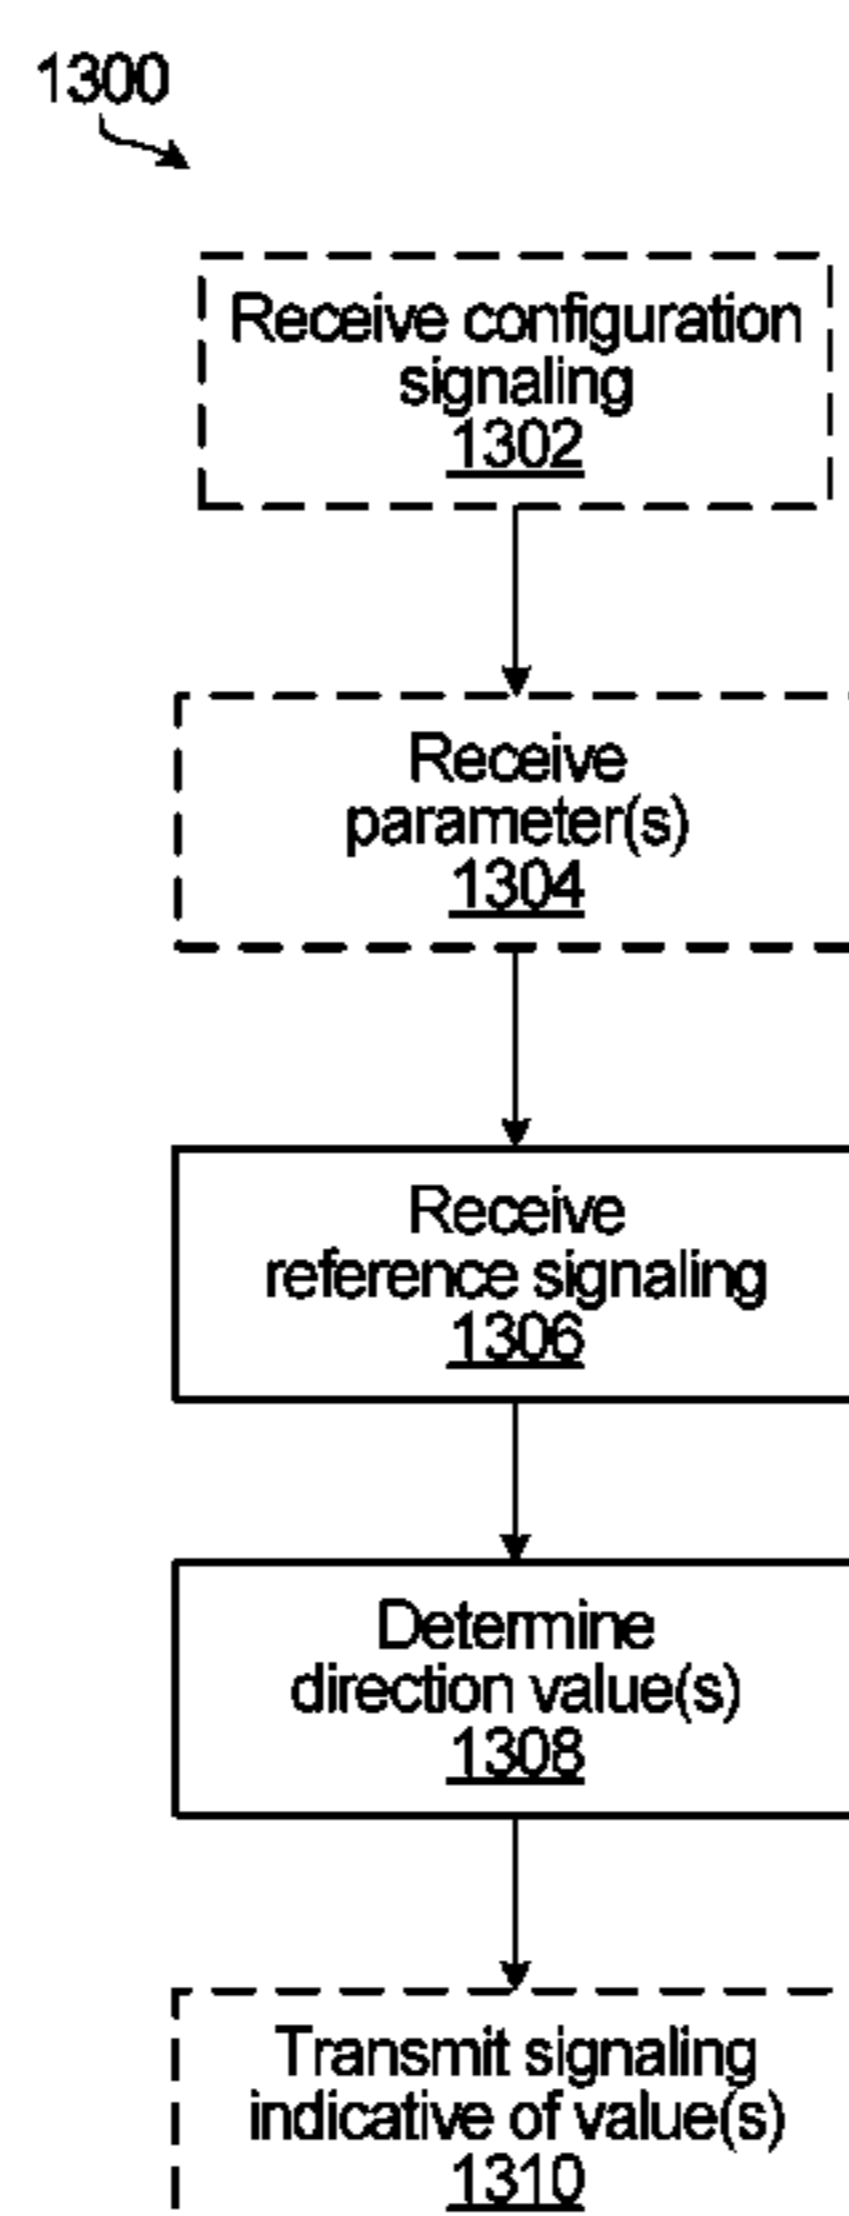 1300
Receive configuration
signaling
1302
Receive
parameter(s)
1304
Receive
reference signaling
1306
Determine
direction value(s)
1308
Transmit signaling
indicative of value(s)
1310